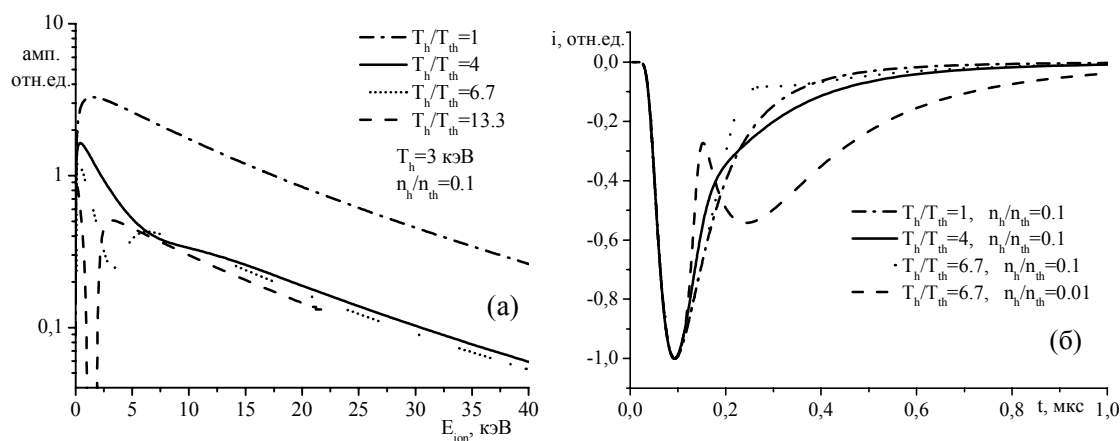 10
амп.
отн.ед.
1
0,1
T_h/T_th=1
T_h/T_th=4
T_h/T_th=6.7
T_h/T_th=13.3
T_h=3 кэВ
n_h/n_th=0.1
(а)
0 5 10 15 20 25 30 35 40
E_ion, кэВ
i, отн.ед.
0,0
-0,2
-0,4
-0,6
-0,8
-1,0
T_h/T_th=1, n_h/n_th=0.1
T_h/T_th=4, n_h/n_th=0.1
T_h/T_th=6.7, n_h/n_th=0.1
T_h/T_th=6.7, n_h/n_th=0.01
(б)
0,0 0,2 0,4 0,6 0,8 1,0
t, мкс